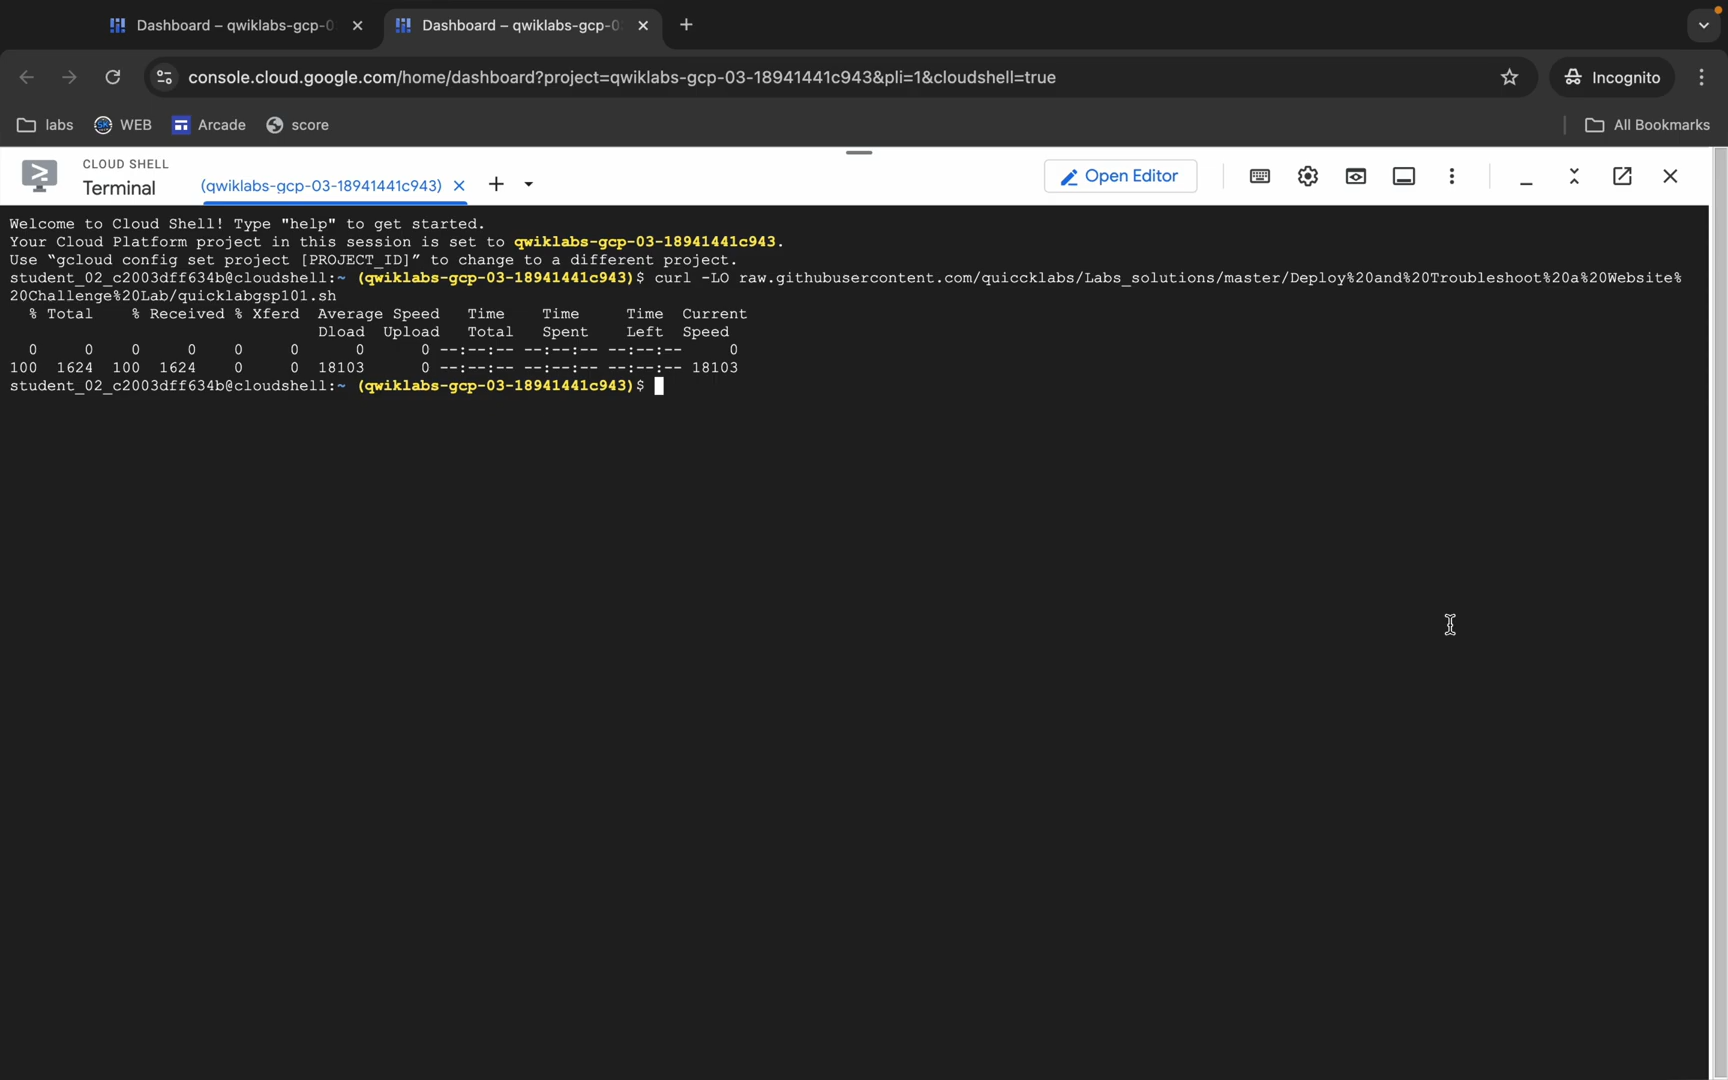 Dashboard – qwiklabs-gcp-0
Dashboard – qwiklabs-gcp-0
console.cloud.google.com/home/dashboard?project=qwiklabs-gcp-03-18941441c943&pli=1&cloudshell=true
Incognito
labs
WEB
Arcade
score
All Bookmarks
CLOUD SHELL
Terminal
(qwiklabs-gcp-03-18941441c943)
Open Editor
Welcome to Cloud Shell! Type "help" to get started.
Your Cloud Platform project in this session is set to qwiklabs-gcp-03-18941441c943.
Use “gcloud config set project [PROJECT_ID]” to change to a different project.
student_02_c2003dff634b@cloudshell:~ (qwiklabs-gcp-03-18941441c943)$ curl -LO raw.githubusercontent.com/quiccklabs/Labs_solutions/master/Deploy%20and%20Troubleshoot%20a%20Website%
20Challenge%20Lab/quicklabgsp101.sh
% Total % Received % Xferd Average Speed Time Time Time Current
Dload Upload Total Spent Left Speed
0 0 0 0 0 0 0 0 --:--:-- --:--:-- --:--:-- 0
100 1624 100 1624 0 0 18103 0 --:--:-- --:--:-- --:--:-- 18103
student_02_c2003dff634b@cloudshell:~ (qwiklabs-gcp-03-18941441c943)$